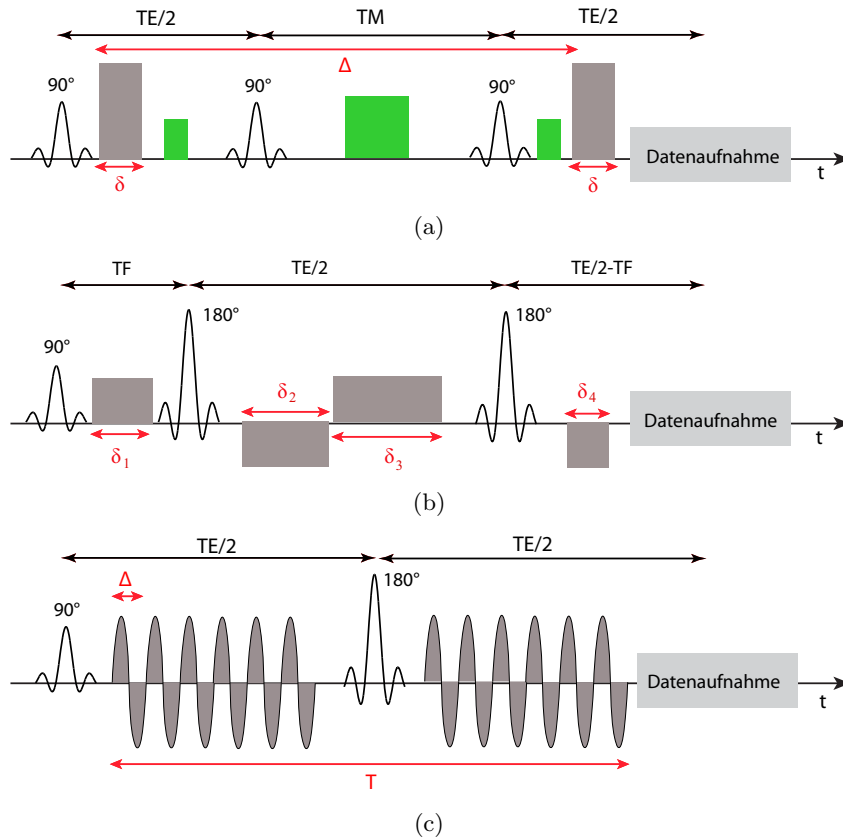 TE/2 TM TE/2
Δ
90° 90° 90°
δ δ
Datenaufnahme
t
(a)
TF TE/2 TE/2-TF
180° 180°
90°
δ2 δ4
δ1 δ3
Datenaufnahme
t
(b)
TE/2 TE/2
Δ 180°
90°
Datenaufnahme
t
T
(c)